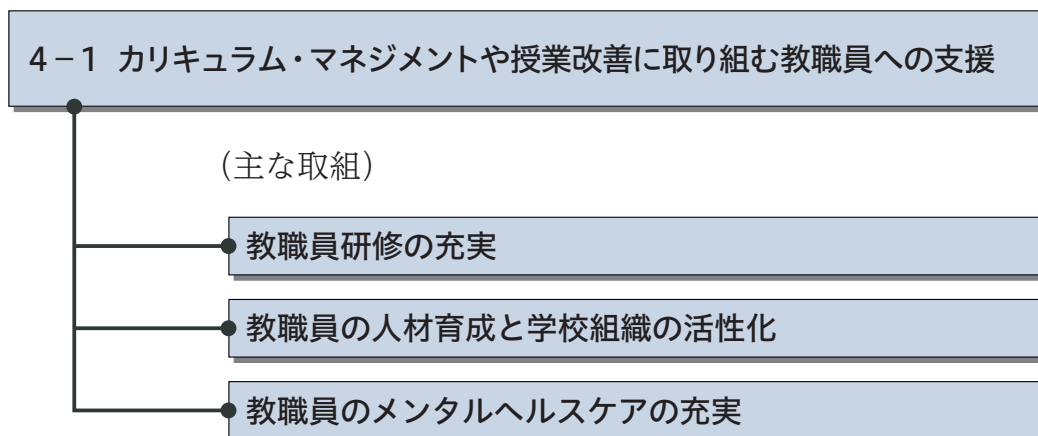 4−1 カリキュラム・マネジメントや授業改善に取り組む教職員への支援
(主な取組)
教職員研修の充実
教職員の人材育成と学校組織の活性化
教職員のメンタルヘルスケアの充実